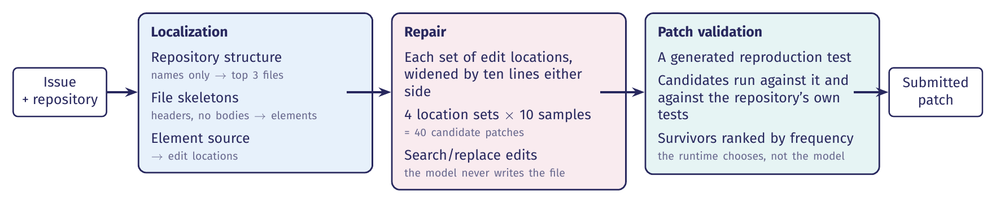 Issue
+ repository
Localization
Repository structure
names only → top 3 files
File skeletons
headers, no bodies → elements
Element source
→ edit locations
Repair
Each set of edit locations,
widened by ten lines either
side
4 location sets × 10 samples
= 40 candidate patches
Search/replace edits
the model never writes the file
Patch validation
A generated reproduction test
Candidates run against it and
against the repository’s own
tests
Survivors ranked by frequency
the runtime chooses, not the model
Submitted
patch